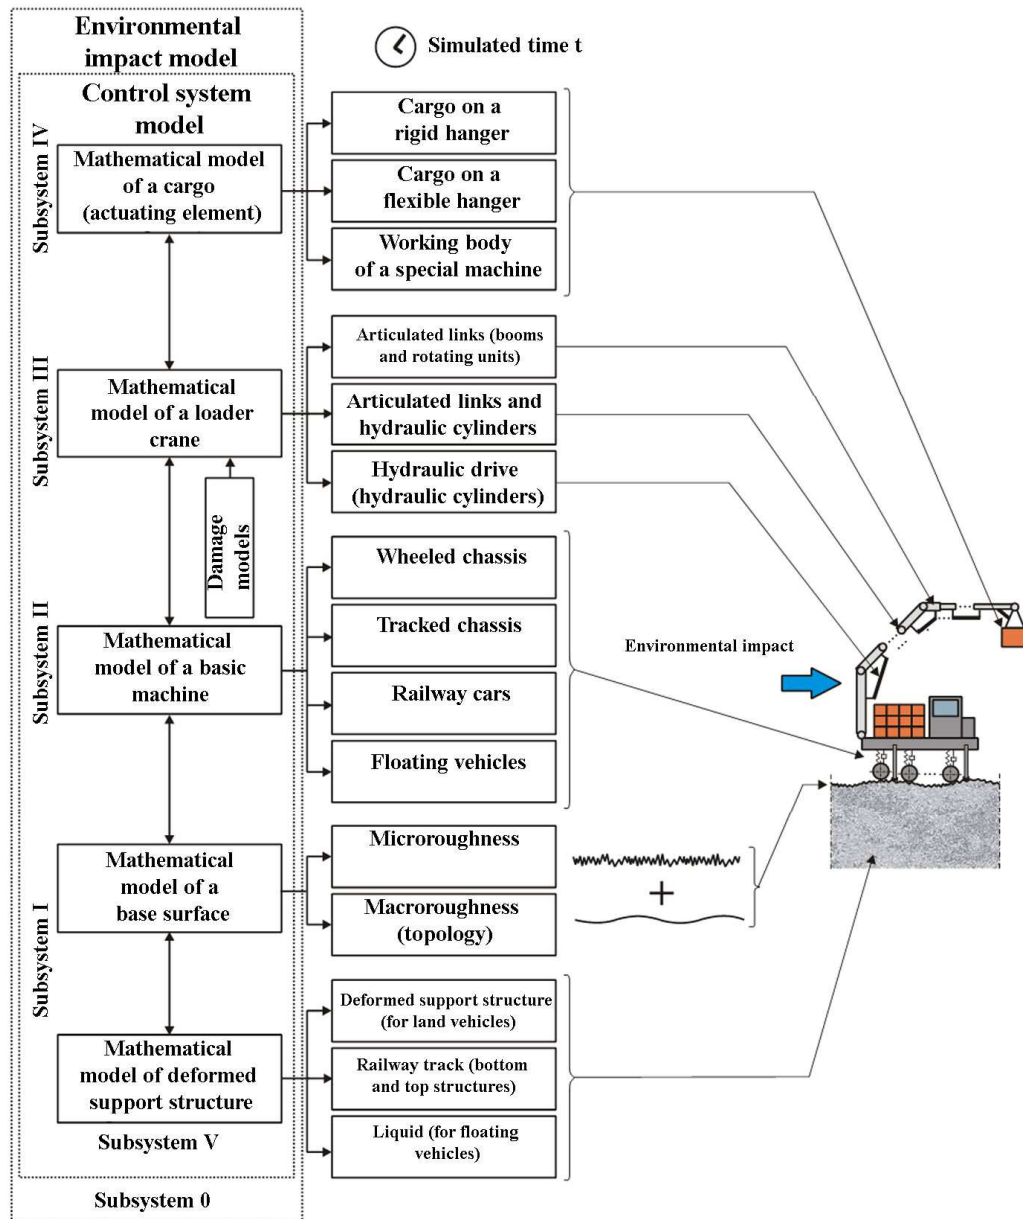 Environmental
impact model
Simulated time t
Control system
model
Subsystem IV
Mathematical model
of a cargo
(actuating element)
Cargo on a
rigid hanger
Cargo on a
flexible hanger
Working body
of a special machine
Subsystem III
Mathematical
model of a loader
crane
Articulated links (booms
and rotating units)
Articulated links and
hydraulic cylinders
Hydraulic drive
(hydraulic cylinders)
Damage
models
Subsystem II
Mathematical
model of a basic
machine
Wheeled chassis
Tracked chassis
Railway cars
Floating vehicles
Environmental impact
Subsystem I
Mathematical
model of a
base surface
Microroughness
+
Macroroughness
(topology)
Mathematical
model of deformed
support structure
Deformed support structure
(for land vehicles)
Railway track (bottom
and top structures)
Liquid (for floating
vehicles)
Subsystem V
Subsystem 0